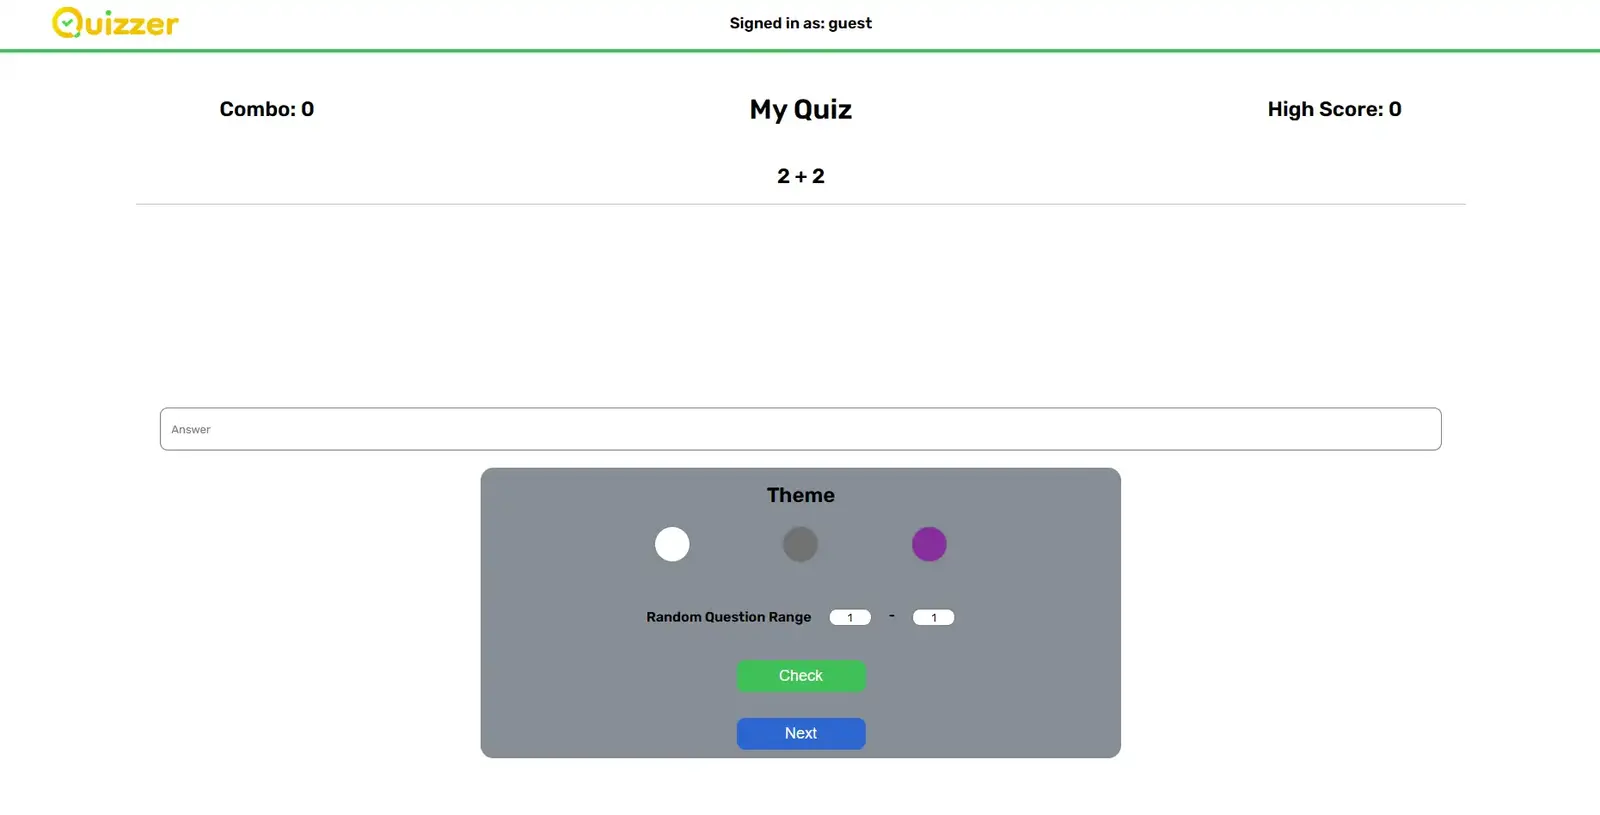 Quizzer
Signed in as: guest
Combo: 0
My Quiz
High Score: 0
2 + 2
Answer
Theme
Random Question Range 1 - 1
Check
Next